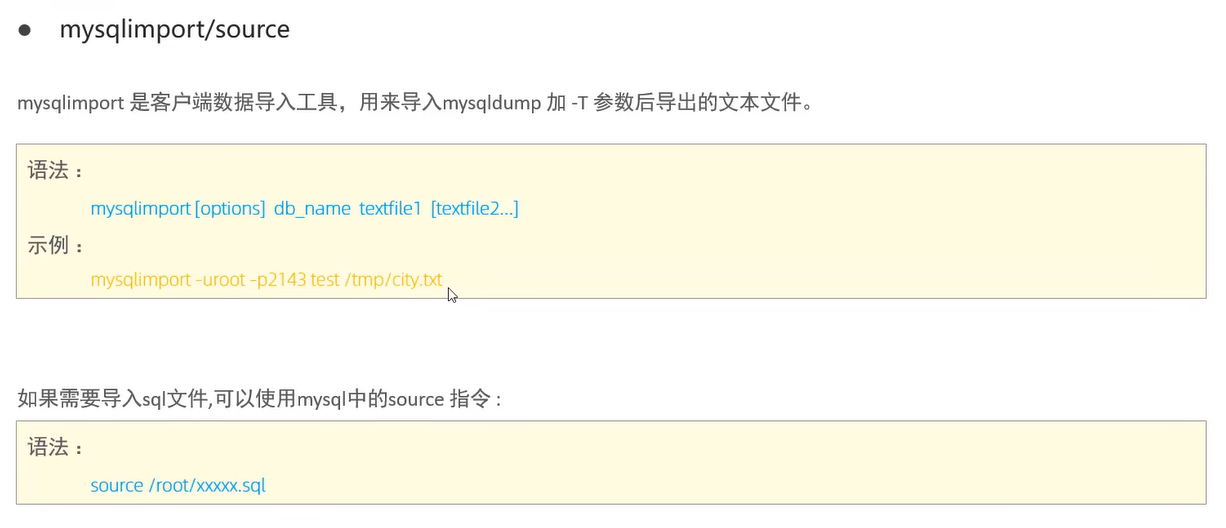 ● mysqlimport/source
mysqlimport 是客户端数据导入工具，用来导入mysqldump 加 -T 参数后导出的文本文件。
语法：
mysqlimport [options] db_name textfile1 [textfile2...]
示例：
mysqlimport -uroot -p2143 test /tmp/city.txt
如果需要导入sql文件,可以使用mysql中的source 指令 :
语法：
source /root/xxxxx.sql